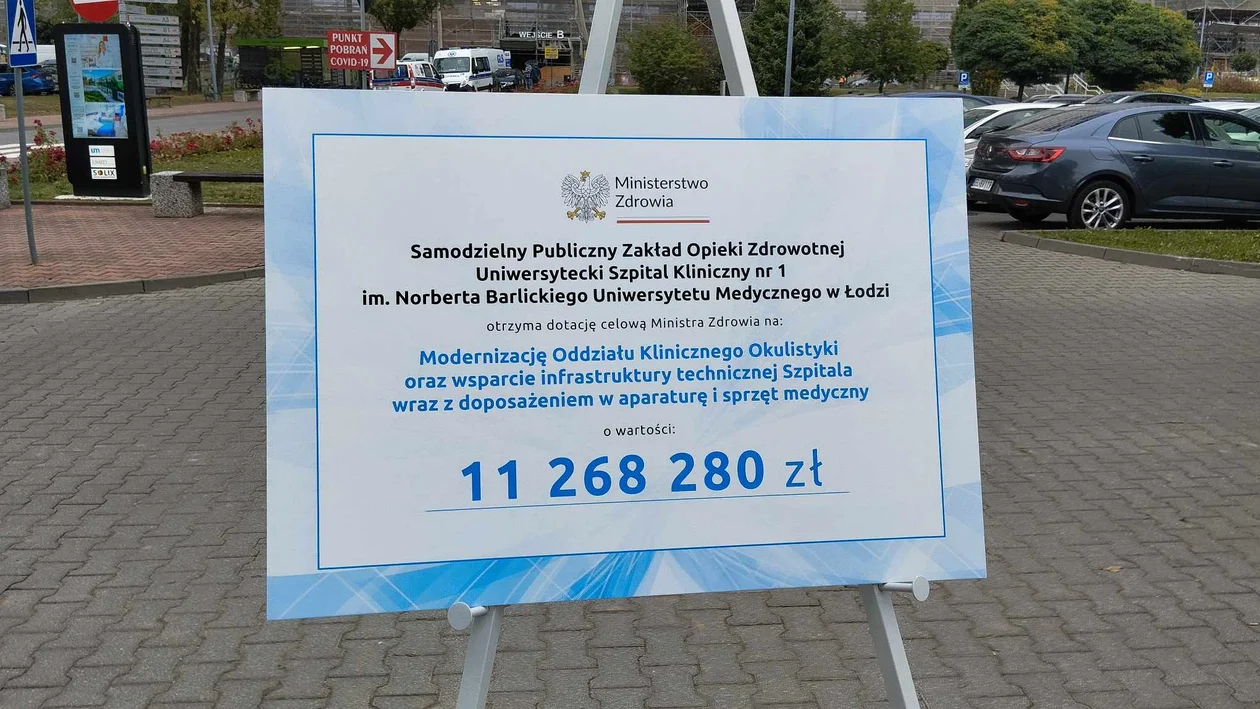 WEJŚCIE B
PUNKT
POBRAŃ
COVID-19
SOLIX
Ministerstwo
Zdrowia
Samodzielny Publiczny Zakład Opieki Zdrowotnej
Uniwersytecki Szpital Kliniczny nr 1
im. Norberta Barlickiego Uniwersytetu Medycznego w Łodzi
otrzyma dotację celową Ministra Zdrowia na:
Modernizację Oddziału Klinicznego Okulistyki
oraz wsparcie infrastruktury technicznej Szpitala
wraz z doposażeniem w aparaturę i sprzęt medyczny
o wartości:
11 268 280 zł